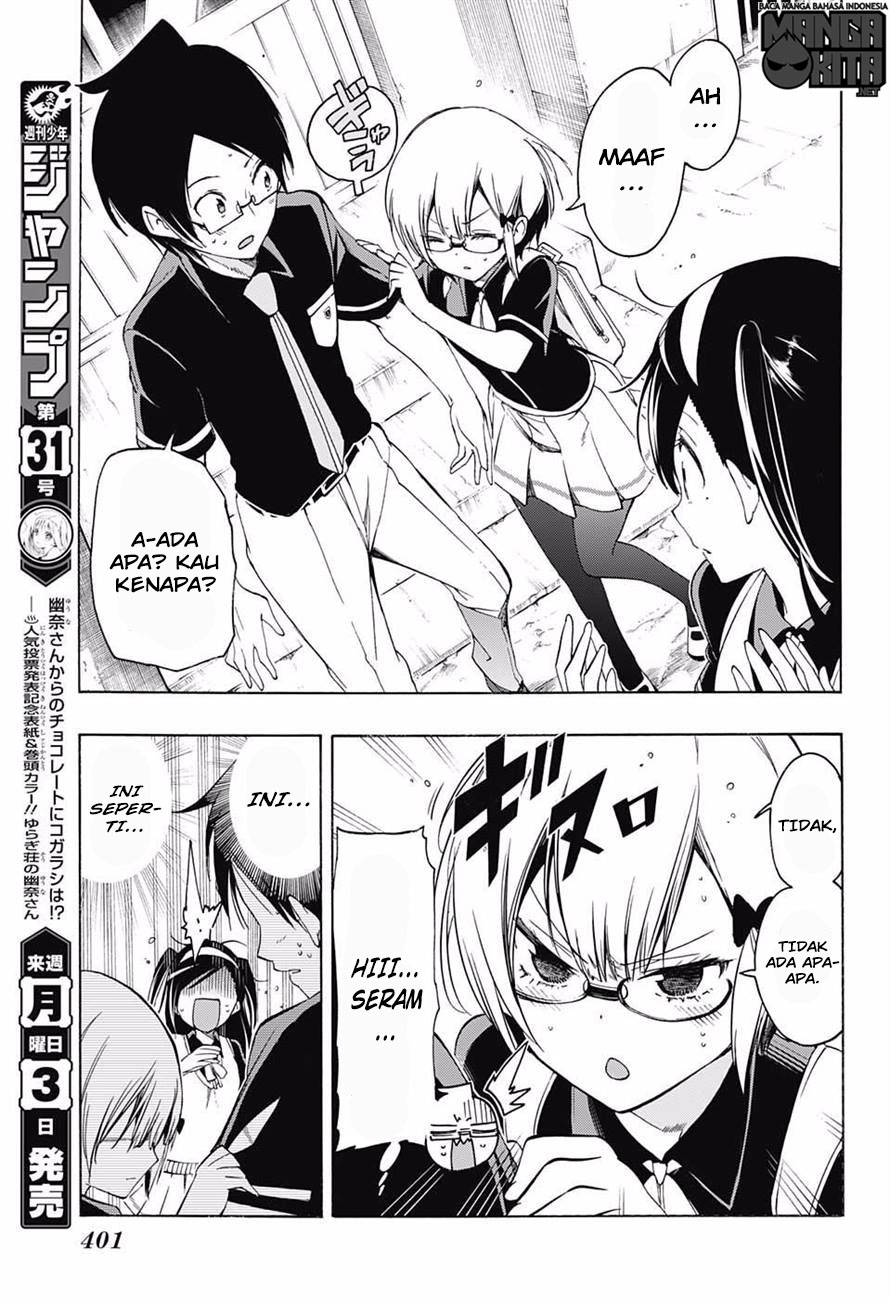 BACA MANGA BAHASA INDONESIA
MANGA
KITA
.NET
AH
...
MAAF
...
ギュウ
A-ADA
APA? KAU
KENAPA?
TIDAK,
TIDAK
ADA APA-
APA.
ギロッ
HIII...
SERAM
...
INI...
INI
SEPER-
TI...
週刊少年
ジャンプ
第
31
号
幽奈さんからのチョコレートにコガラシは!?
人気投票発表記念表紙&巻頭カラー!! ゆらぎ荘の幽奈さん
来週
月
曜日
3
日
発売
401